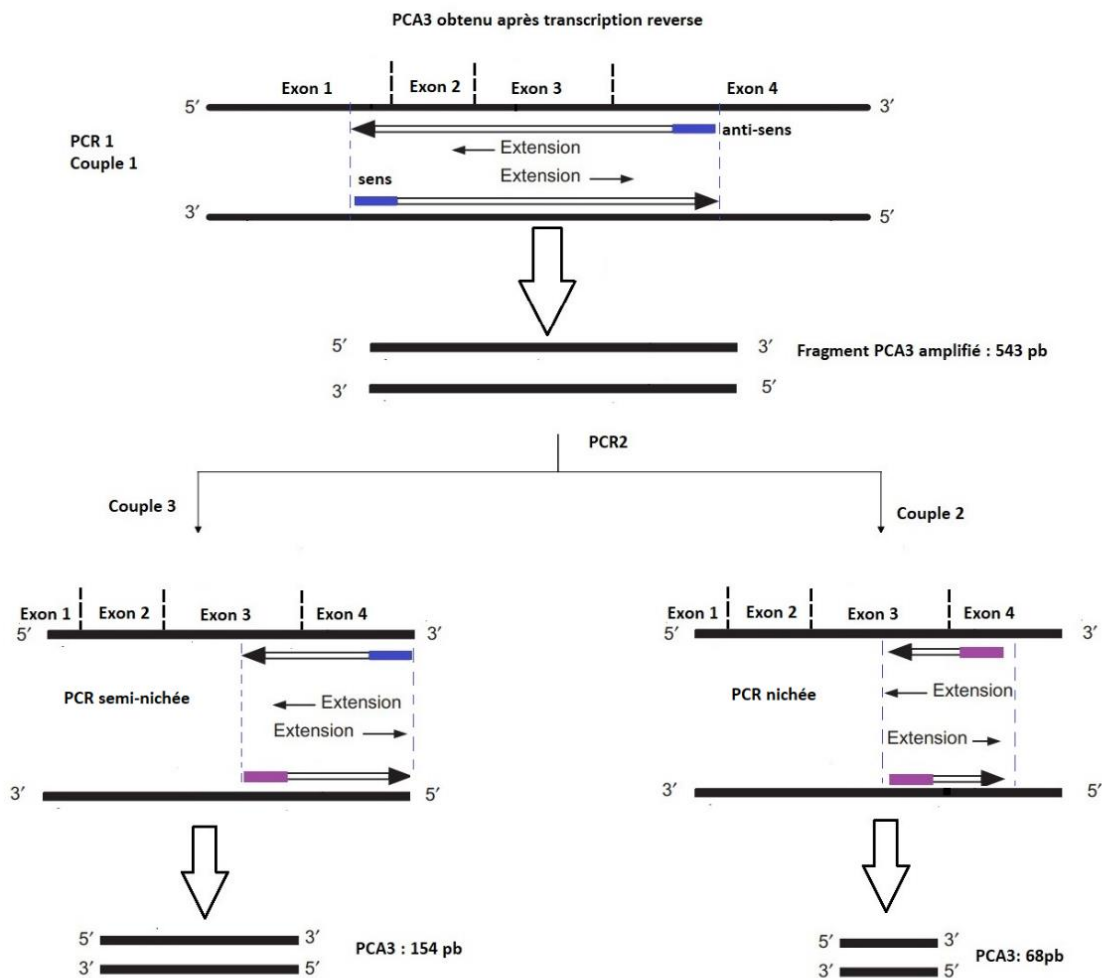 PCA3 obtenu après transcription reverse
Exon 1 Exon 2 Exon 3 Exon 4
5′ 3′
anti-sens
PCR 1
Couple 1
Extension
sens
Extension
3′ 5′
5′ 3′
Fragment PCA3 amplifié : 543 pb
3′ 5′
PCR2
Couple 3
Couple 2
Exon 1 Exon 2 Exon 3 Exon 4
5′ 3′
PCR semi-nichée
Extension
Extension
3′ 5′
Exon 1 Exon 2 Exon 3 Exon 4
5′ 3′
Extension
PCR nichée
Extension
3′ 5′
5′ 3′
PCA3 : 154 pb
3′ 5′
5′ 3′
PCA3: 68pb
3′ 5′